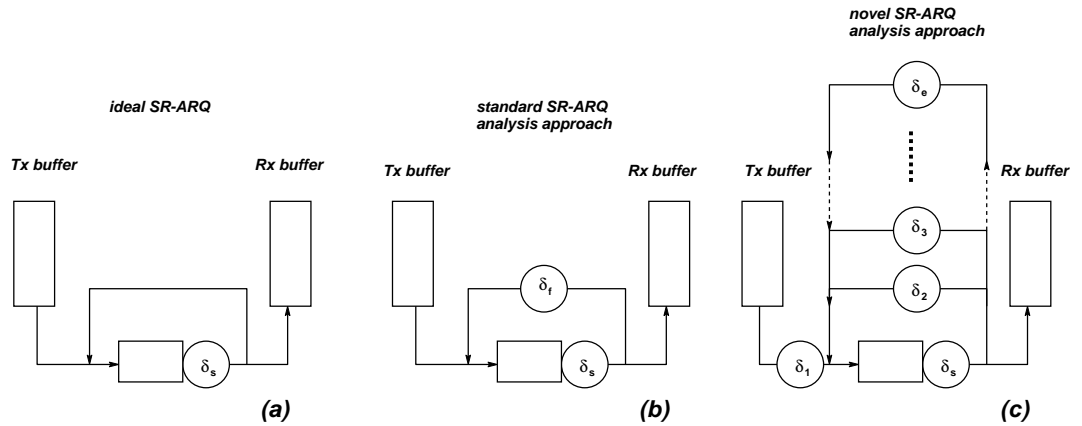 ideal SR-ARQ
Tx buffer
Rx buffer
δs
(a)
standard SR-ARQ
analysis approach
Tx buffer
Rx buffer
δf
δs
(b)
novel SR-ARQ
analysis approach
δe
Tx buffer
Rx buffer
δ3
δ2
δ1
δs
(c)